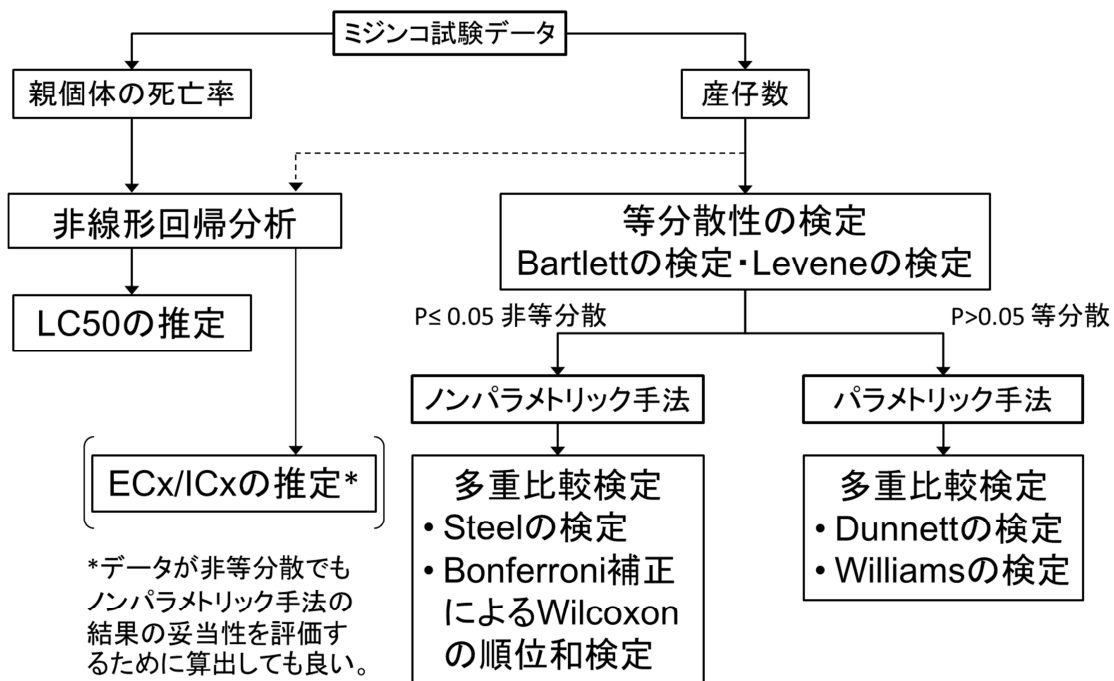 ミジンコ試験データ
親個体の死亡率
産仔数
非線形回帰分析
等分散性の検定
Bartlettの検定・Leveneの検定
LC50の推定
P≤ 0.05 非等分散
P>0.05 等分散
ノンパラメトリック手法
パラメトリック手法
ECx/ICxの推定*
多重比較検定
• Steelの検定
• Bonferroni補正
によるWilcoxon
の順位和検定
多重比較検定
• Dunnettの検定
• Williamsの検定
*データが非等分散でも
ノンパラメトリック手法の
結果の妥当性を評価す
るために算出しても良い。